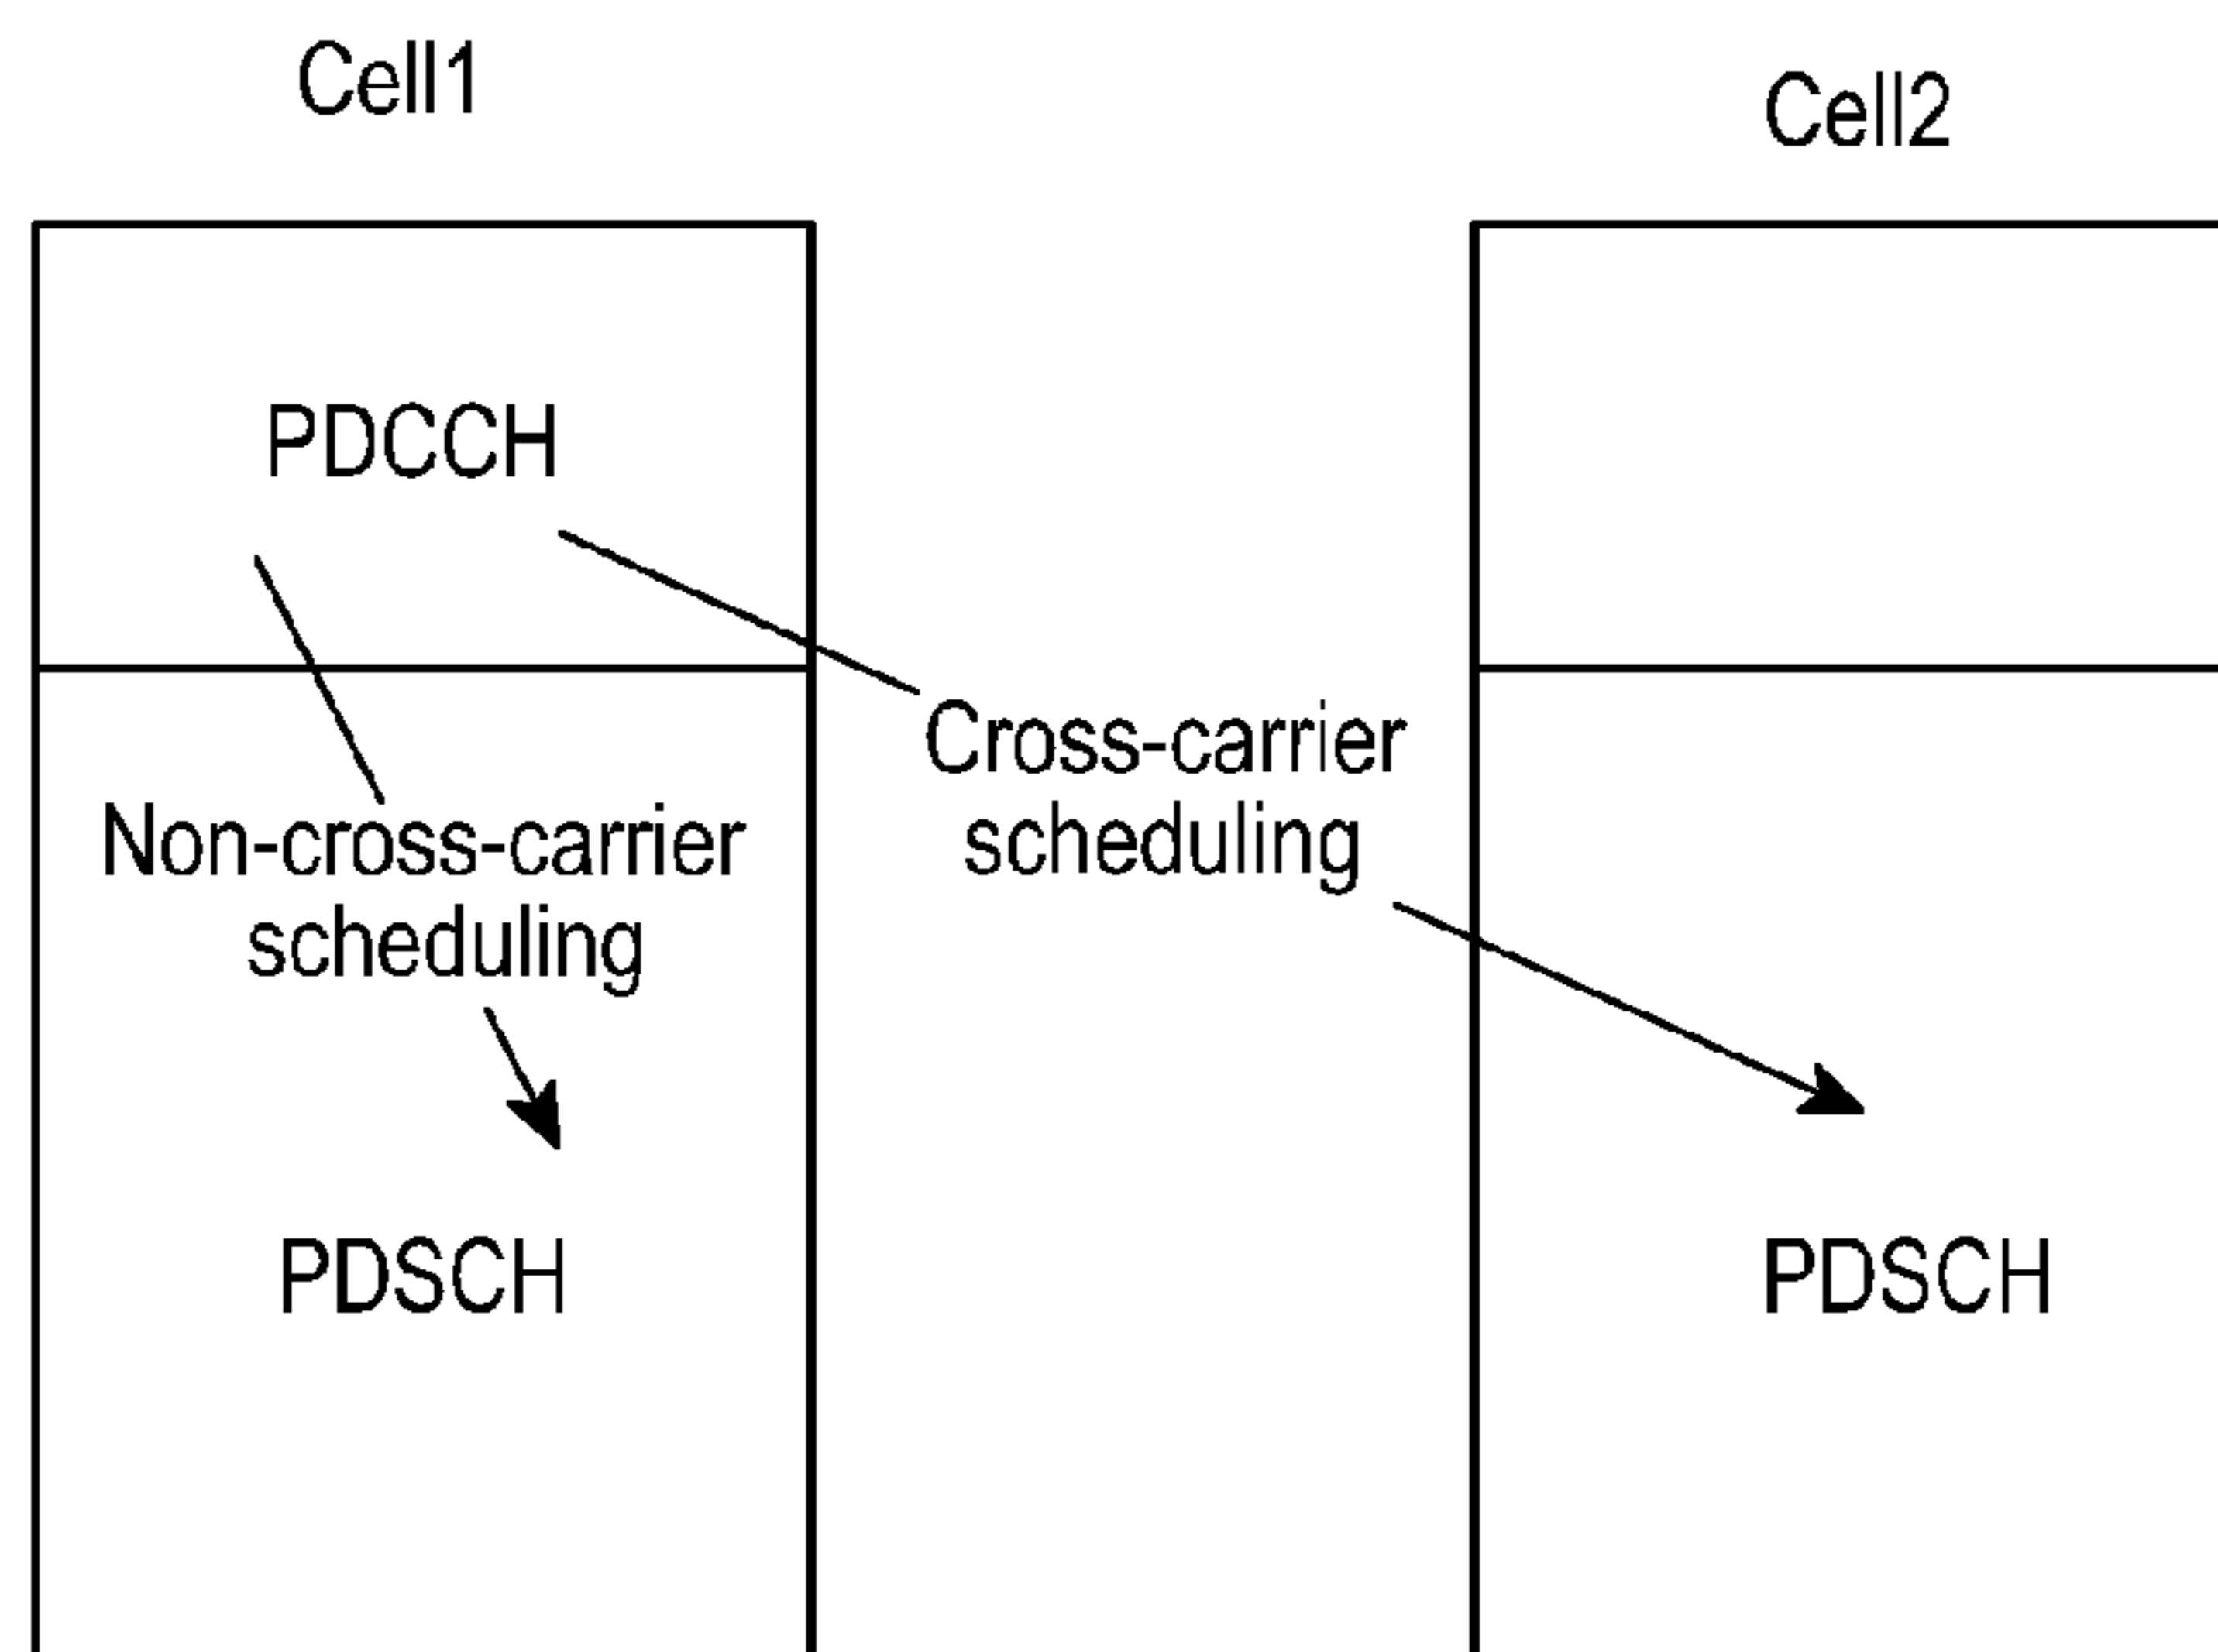 Cell1
Cell2
PDCCH
Cross-carrier
scheduling
Non-cross-carrier
scheduling
PDSCH
PDSCH